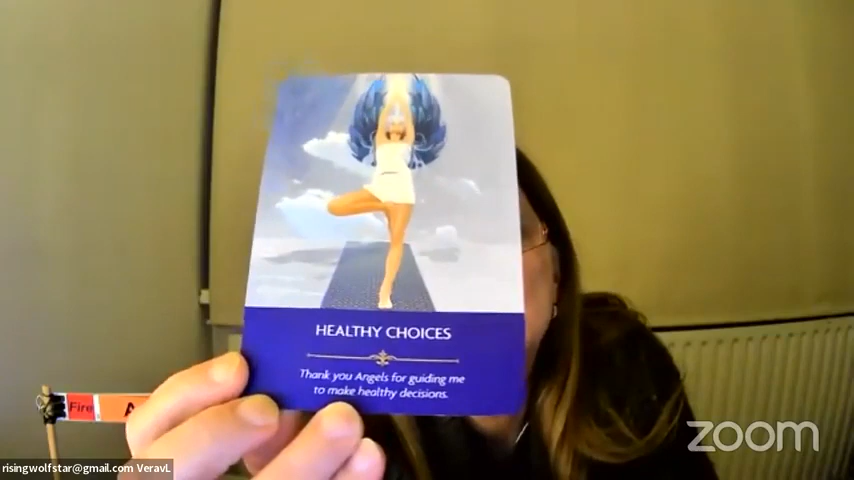 HEALTHY CHOICES
Thank you Angels for guiding me
to make healthy decisions.
Fire A
zoom
risingwolfstar@gmail.com VeravL